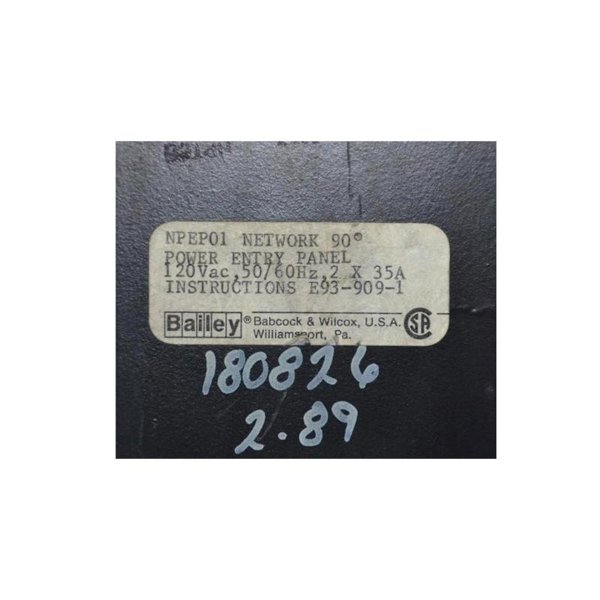 NPEP01 NETWORK 90®
POWER ENTRY PANEL
120Vac,50/60Hz,2 X 35A
INSTRUCTIONS E93-909-1
Bailey® Babcock & Wilcox, U.S.A.
Williamsport, Pa.
SA
180826
2.89